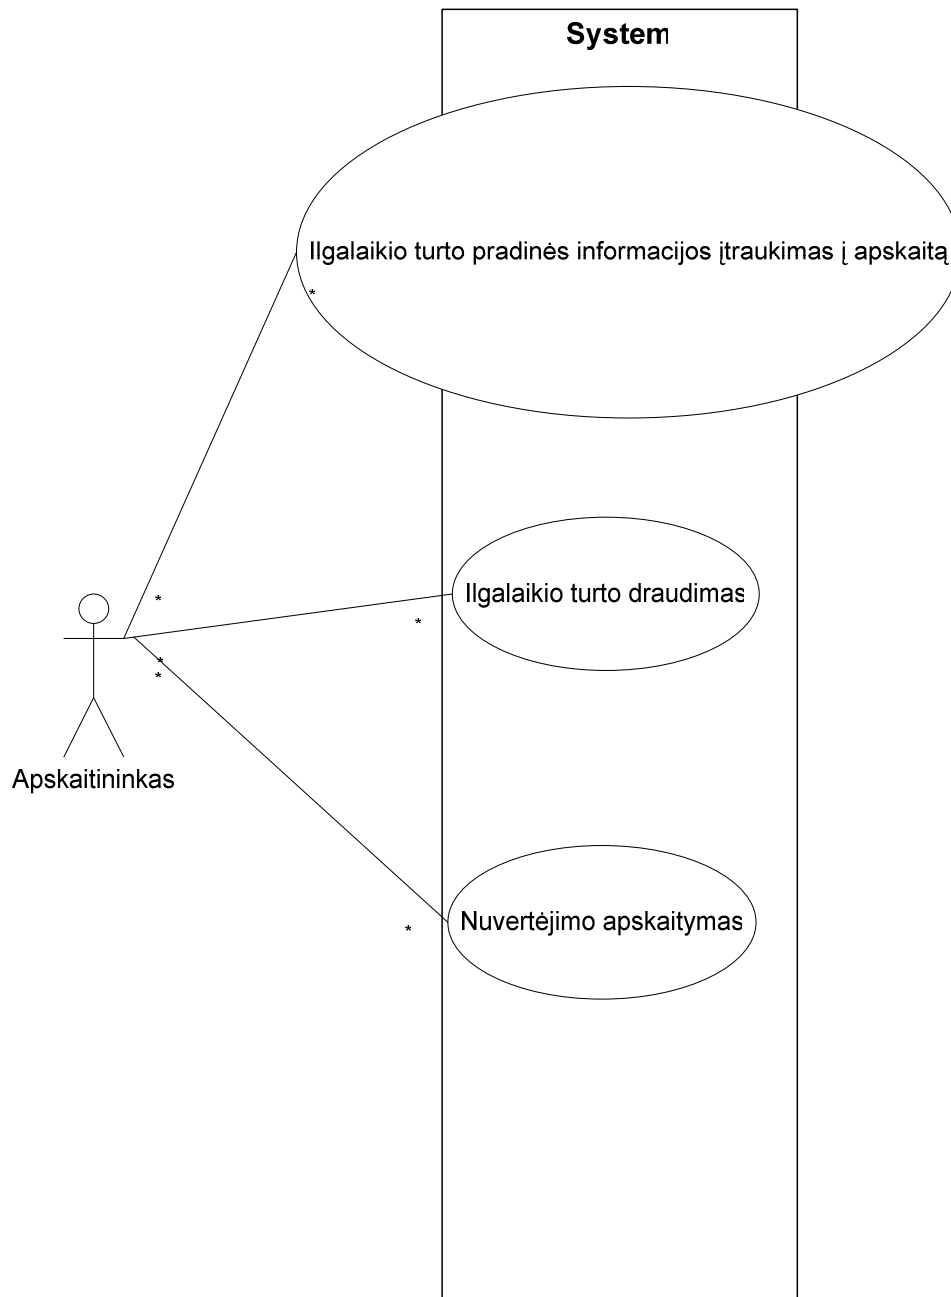 System
Ilgalaikio turto pradinės informacijos įtraukimas į apskaitą
*
*
Ilgalaikio turto draudimas
*
*
*
Apskaitininkas
Nuvertėjimo apskaitymas
*